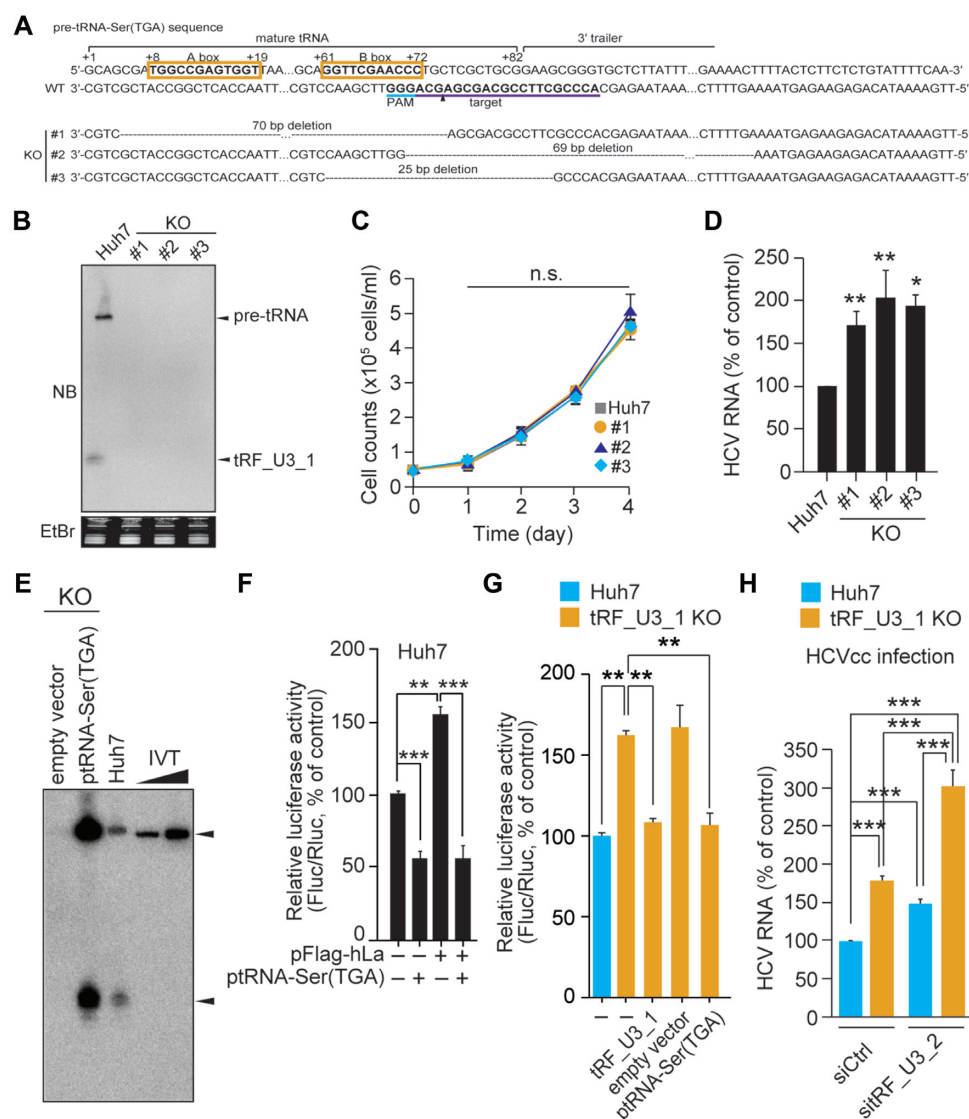 A
pre-tRNA-Ser(TGA) sequence
mature tRNA
3' trailer
+1 +8 A box +19 +61 B box +72 +82
5'-GCAGCGATGGCCGAGTGGTTAA...GCAGGTTCGAACCCTGCTCGCTGCGGAAGCGGGTGCTCTTATTT...GAAAACTTTTACTCTTCTCTGTATTTTCAA-3'
WT 3'-CGTCGCTACCGGCTCACCAATT...CGTCCAAGCTTGGGACGAGCGACGCCTTCGCCCACGAGAATAAA...CTTTTGAAAATGAGAAGAGACATAAAAGTT-5'
PAM target
70 bp deletion
#1 3'-CGTC AGCGACGCCTTCGCCCACGAGAATAAA...CTTTTGAAAATGAGAAGAGACATAAAAGTT-5
KO
69 bp deletion
#2 3'-CGTCGCTACCGGCTCACCAATT...CGTCCAAGCTTGG ... AAATGAGAAGAGACATAAAAGTT-5'
25 bp deletion
#3 3'-CGTCGCTACCGGCTCACCAATT...CGTC GCCCACGAGAATAAA...CTTTTGAAAATGAGAAGAGACATAAAAGTT-5'
B
KO
Huh7 #1 #2 #3
pre-tRNA
NB
tRF_U3_1
EtBr
C
n.s.
Cell counts (x10⁵ cells/ml)
6
5
4
3
2
1
0
Huh7
#1
#2
#3
0 1 2 3 4
Time (day)
D
HCV RNA (% of control)
250
200
150
100
50
0
** ** *
Huh7 #1 #2 #3
KO
E
KO
empty vector
ptRNA-Ser(TGA)
Huh7
IVT
F
Huh7
Relative luciferase activity
(Fluc/Rluc, % of control)
200
150
100
50
0
** ***
***
pFlag-hLa – – + +
ptRNA-Ser(TGA) – + – +
G
Huh7
tRF_U3_1 KO
Relative luciferase activity
(Fluc/Rluc, % of control)
200
150
100
50
0
**
** **
–
–
tRF_U3_1
empty vector
ptRNA-Ser(TGA)
H
Huh7
tRF_U3_1 KO
HCVcc infection
HCV RNA (% of control)
350
300
250
200
150
100
50
0
***
***
***
***
***
siCtrl
sitRF_U3_2